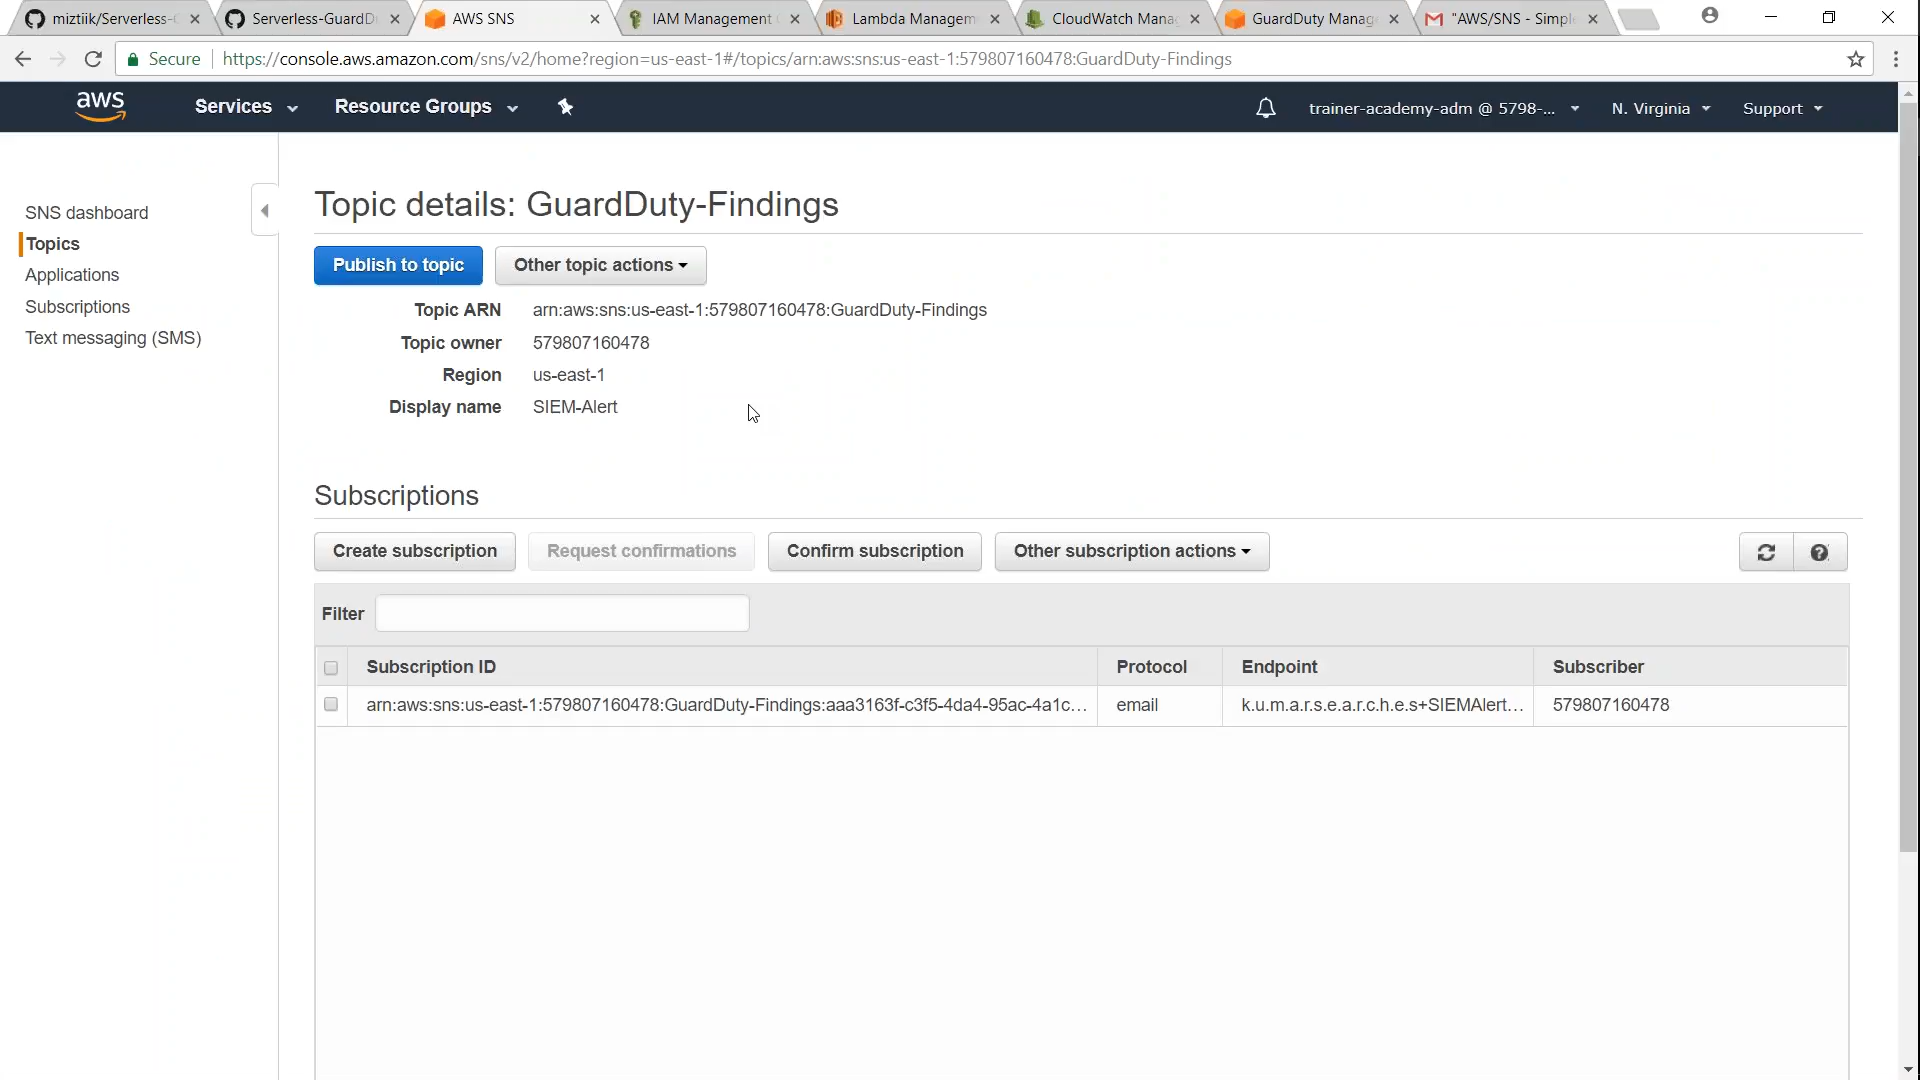 miztiik/Serverless-
Serverless-GuardD
AWS SNS
IAM Management
Lambda Managem
CloudWatch Mana
GuardDuty Manag
"AWS/SNS - Simpl
Secure
https://console.aws.amazon.com/sns/v2/home?region=us-east-1#/topics/arn:aws:sns:us-east-1:579807160478:GuardDuty-Findings
aws
Services
Resource Groups
trainer-academy-adm @ 5798-...
N. Virginia
Support
SNS dashboard
Topics
Applications
Subscriptions
Text messaging (SMS)
Topic details: GuardDuty-Findings
Publish to topic
Other topic actions
Topic ARN arn:aws:sns:us-east-1:579807160478:GuardDuty-Findings
Topic owner 579807160478
Region us-east-1
Display name SIEM-Alert
Subscriptions
Create subscription
Request confirmations
Confirm subscription
Other subscription actions
Filter
Subscription ID Protocol Endpoint Subscriber
arn:aws:sns:us-east-1:579807160478:GuardDuty-Findings:aaa3163f-c3f5-4da4-95ac-4a1c... email k.u.m.a.r.s.e.a.r.c.h.e.s+SIEMAlert... 579807160478